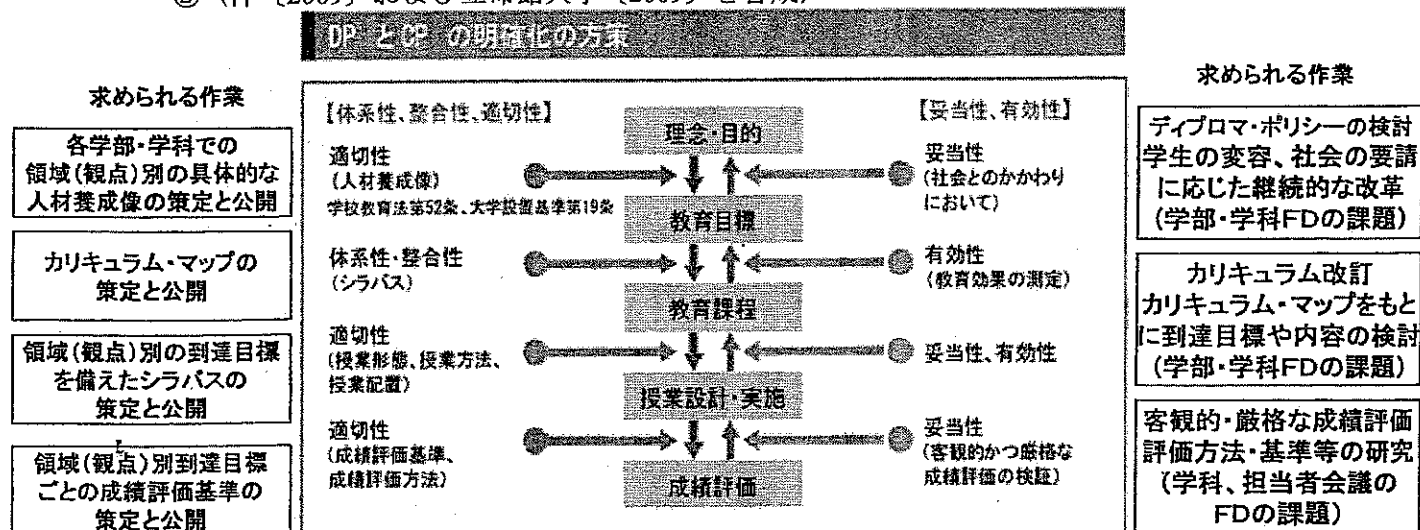 DP と CP の明確化の方策
求められる作業
各学部・学科での
領域(観点)別の具体的な
人材養成像の策定と公開
カリキュラム・マップの
策定と公開
領域(観点)別の到達目標
を備えたシラバスの
策定と公開
領域(観点)別到達目標
ごとの成績評価基準の
策定と公開
【体系性、整合性、適切性】
適切性
(人材養成像)
学校教育法第52条、大学設置基準第19条
体系性・整合性
(シラバス)
適切性
(授業形態、授業方法、
授業配置)
適切性
(成績評価基準、
成績評価方法)
理念・目的
教育目標
教育課程
授業設計・実施
成績評価
【妥当性、有効性】
妥当性
(社会とのかかわり
において)
有効性
(教育効果の測定)
妥当性、有効性
妥当性
(客観的かつ厳格な
成績評価の検証)
求められる作業
ディプロマ・ポリシーの検討
学生の変容、社会の要請
に応じた継続的な改革
(学部・学科FDの課題)
カリキュラム改訂
カリキュラム・マップをもと
に到達目標や内容の検討
(学部・学科FDの課題)
客観的・厳格な成績評価
評価方法・基準等の研究
(学科、担当者会議の
FDの課題)